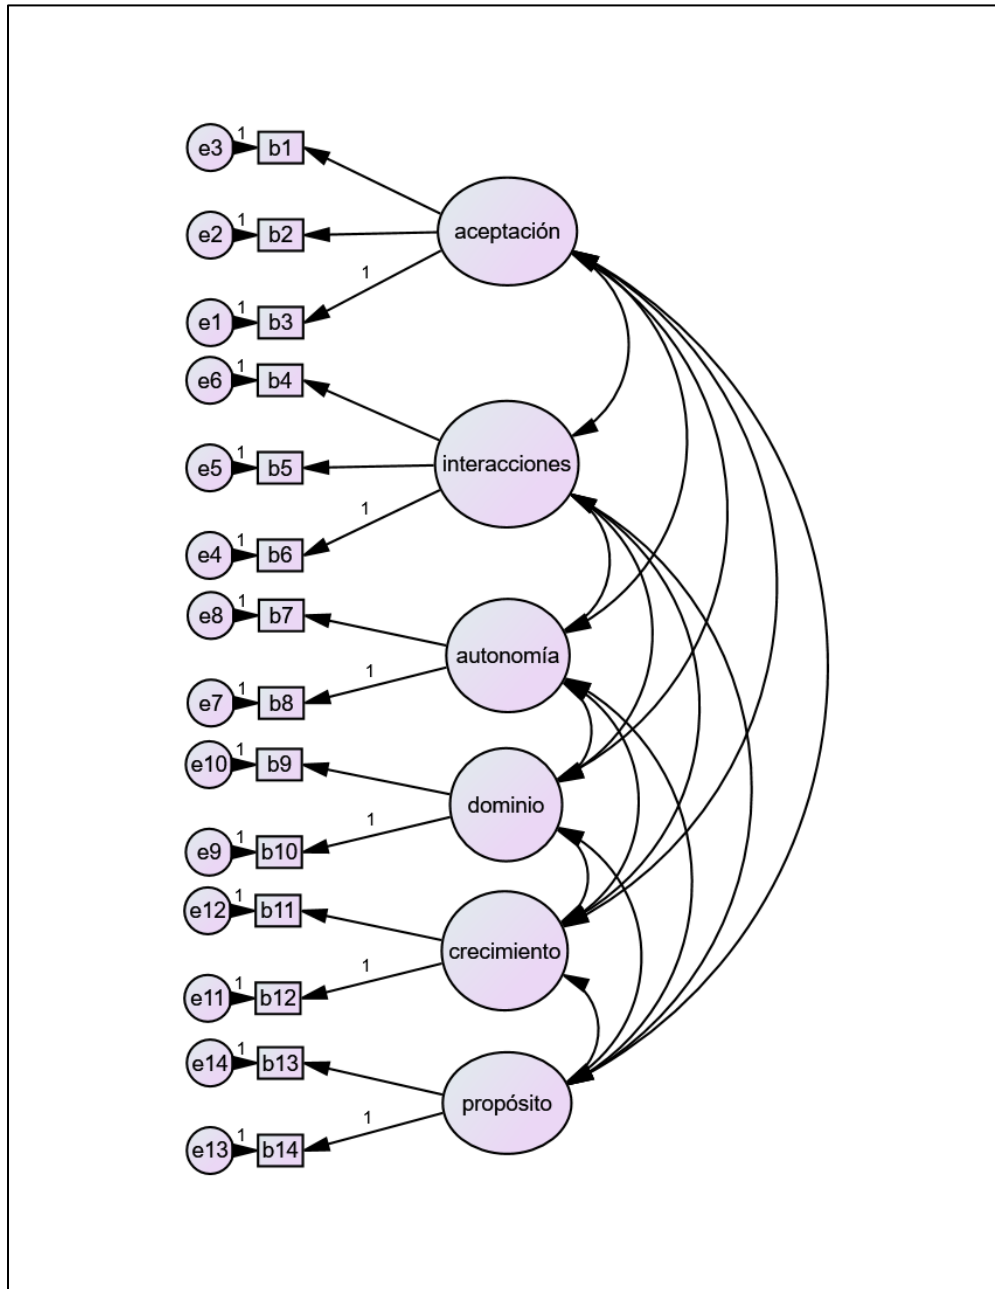 e3 1 b1
aceptación
e2 1 b2
1
e1 1 b3
e6 1 b4
interacciones
e5 1 b5
1
e4 1 b6
e8 1 b7
autonomía
1
e7 1 b8
e10 1 b9
dominio
1
e9 1 b10
e12 1 b11
crecimiento
1
e11 1 b12
e14 1 b13
propósito
1
e13 1 b14